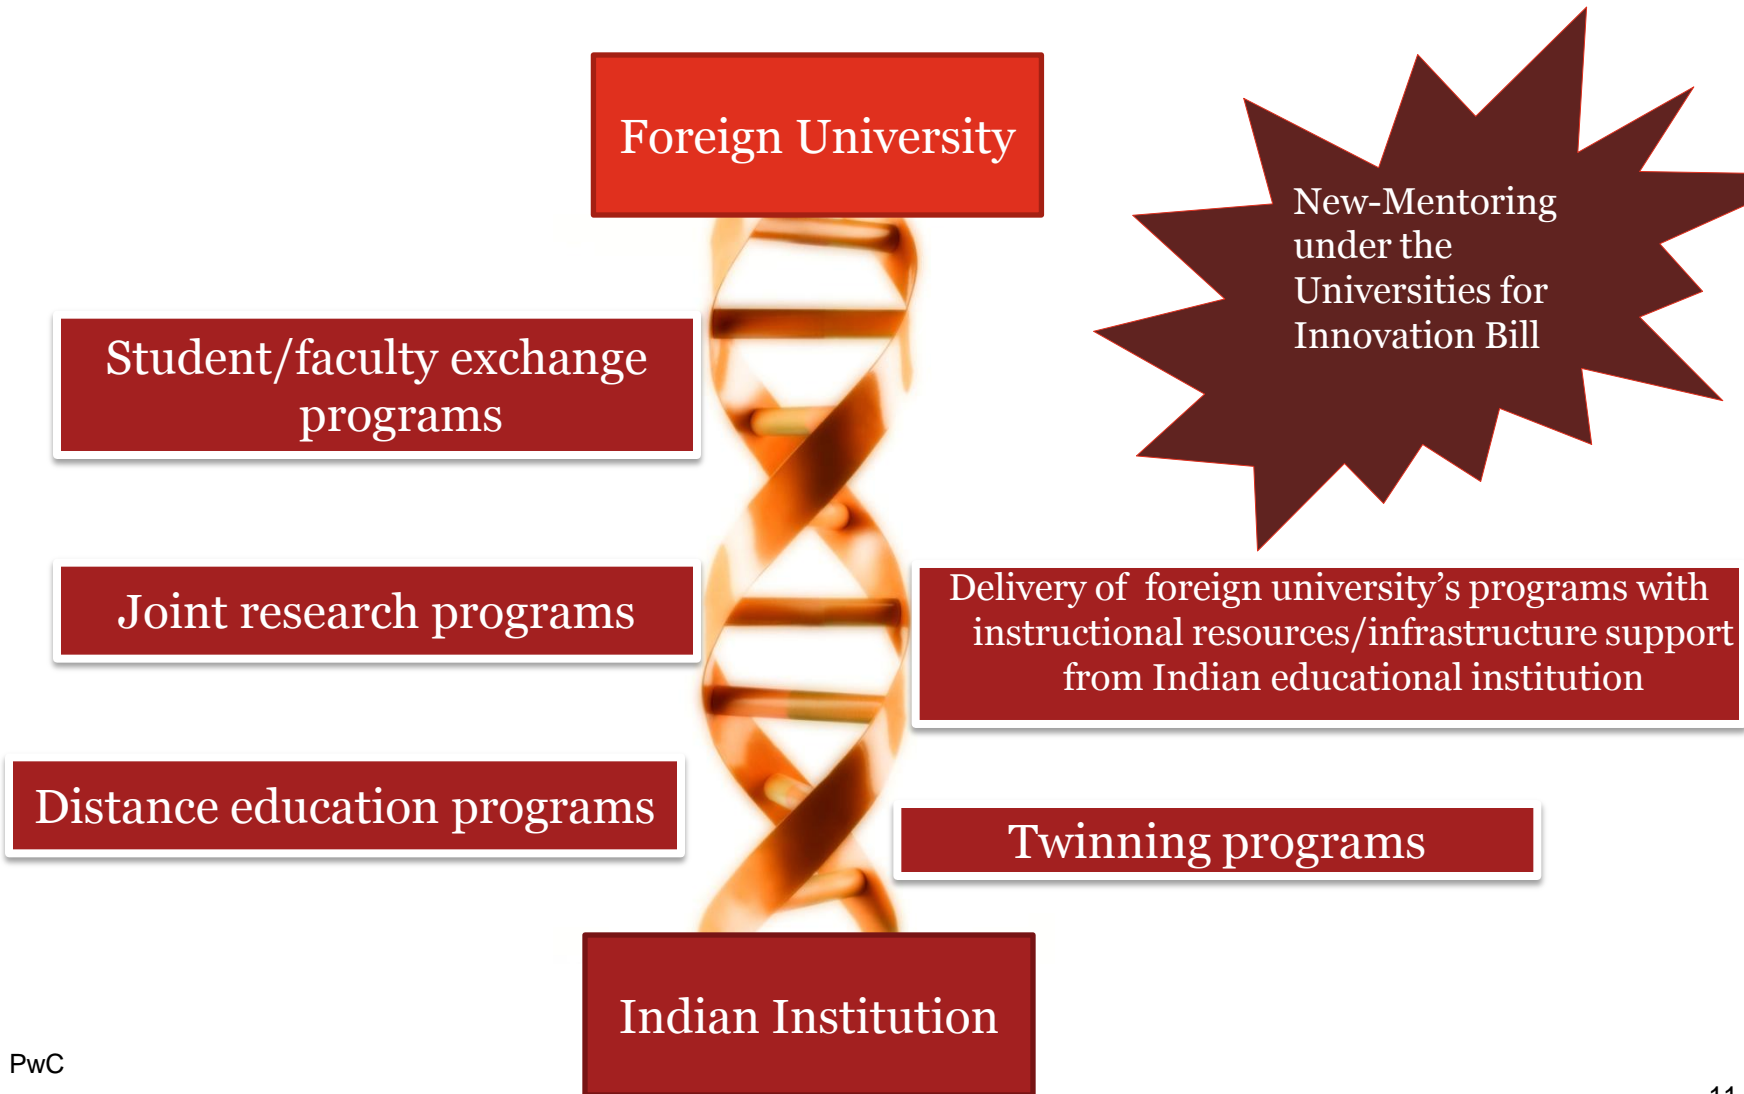 Foreign University
New-Mentoring
under the
Universities for
Innovation Bill
Student/faculty exchange
programs
Joint research programs
Delivery of foreign university’s programs with
instructional resources/infrastructure support
from Indian educational institution
Distance education programs
Twinning programs
Indian Institution
PwC
11